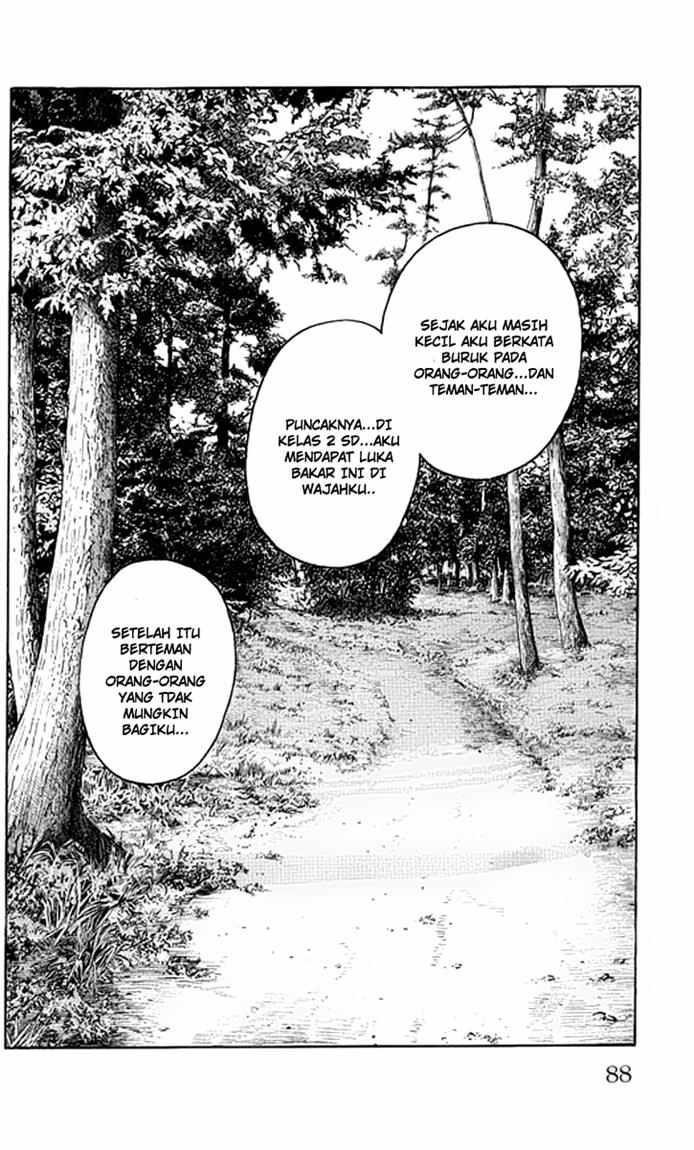 SEJAK AKU MASIH
KECIL AKU BERKATA
BURUK PADA
ORANG-ORANG...DAN
TEMAN-TEMAN...
PUNCAKNYA...DI
KELAS 2 SD...AKU
MENDAPAT LUKA
BAKAR INI DI
WAJAHKU..
SETELAH ITU
BERTEMAN
DENGAN
ORANG-ORANG
YANG TDAK
MUNGKIN
BAGIKU...
88